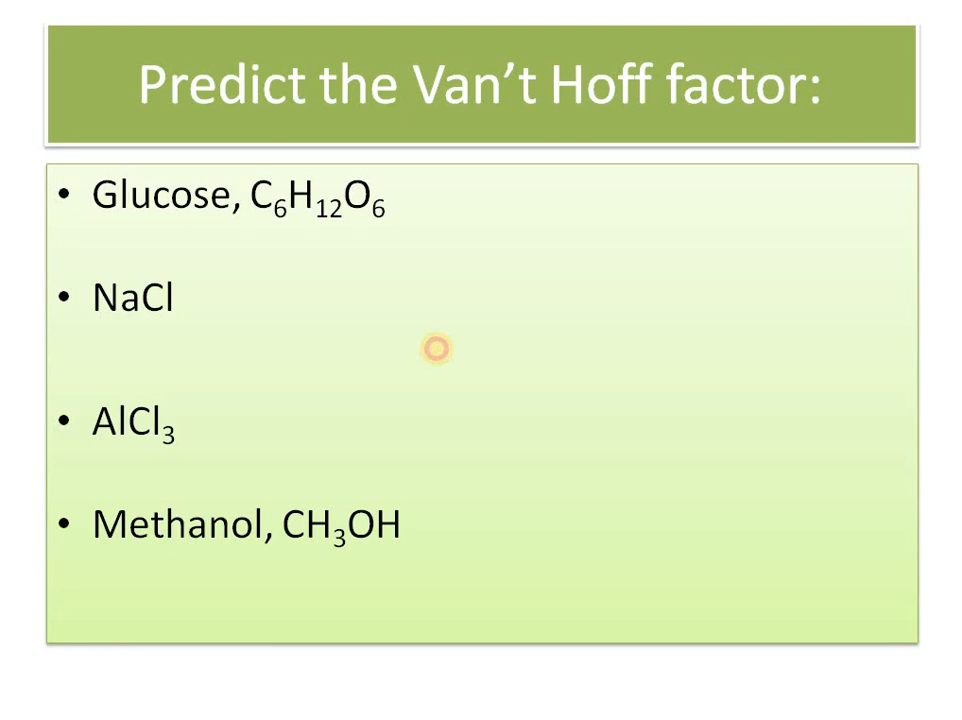 Predict the Van’t Hoff factor:
• Glucose, C₆H₁₂O₆
• NaCl
• AlCl₃
• Methanol, CH₃OH